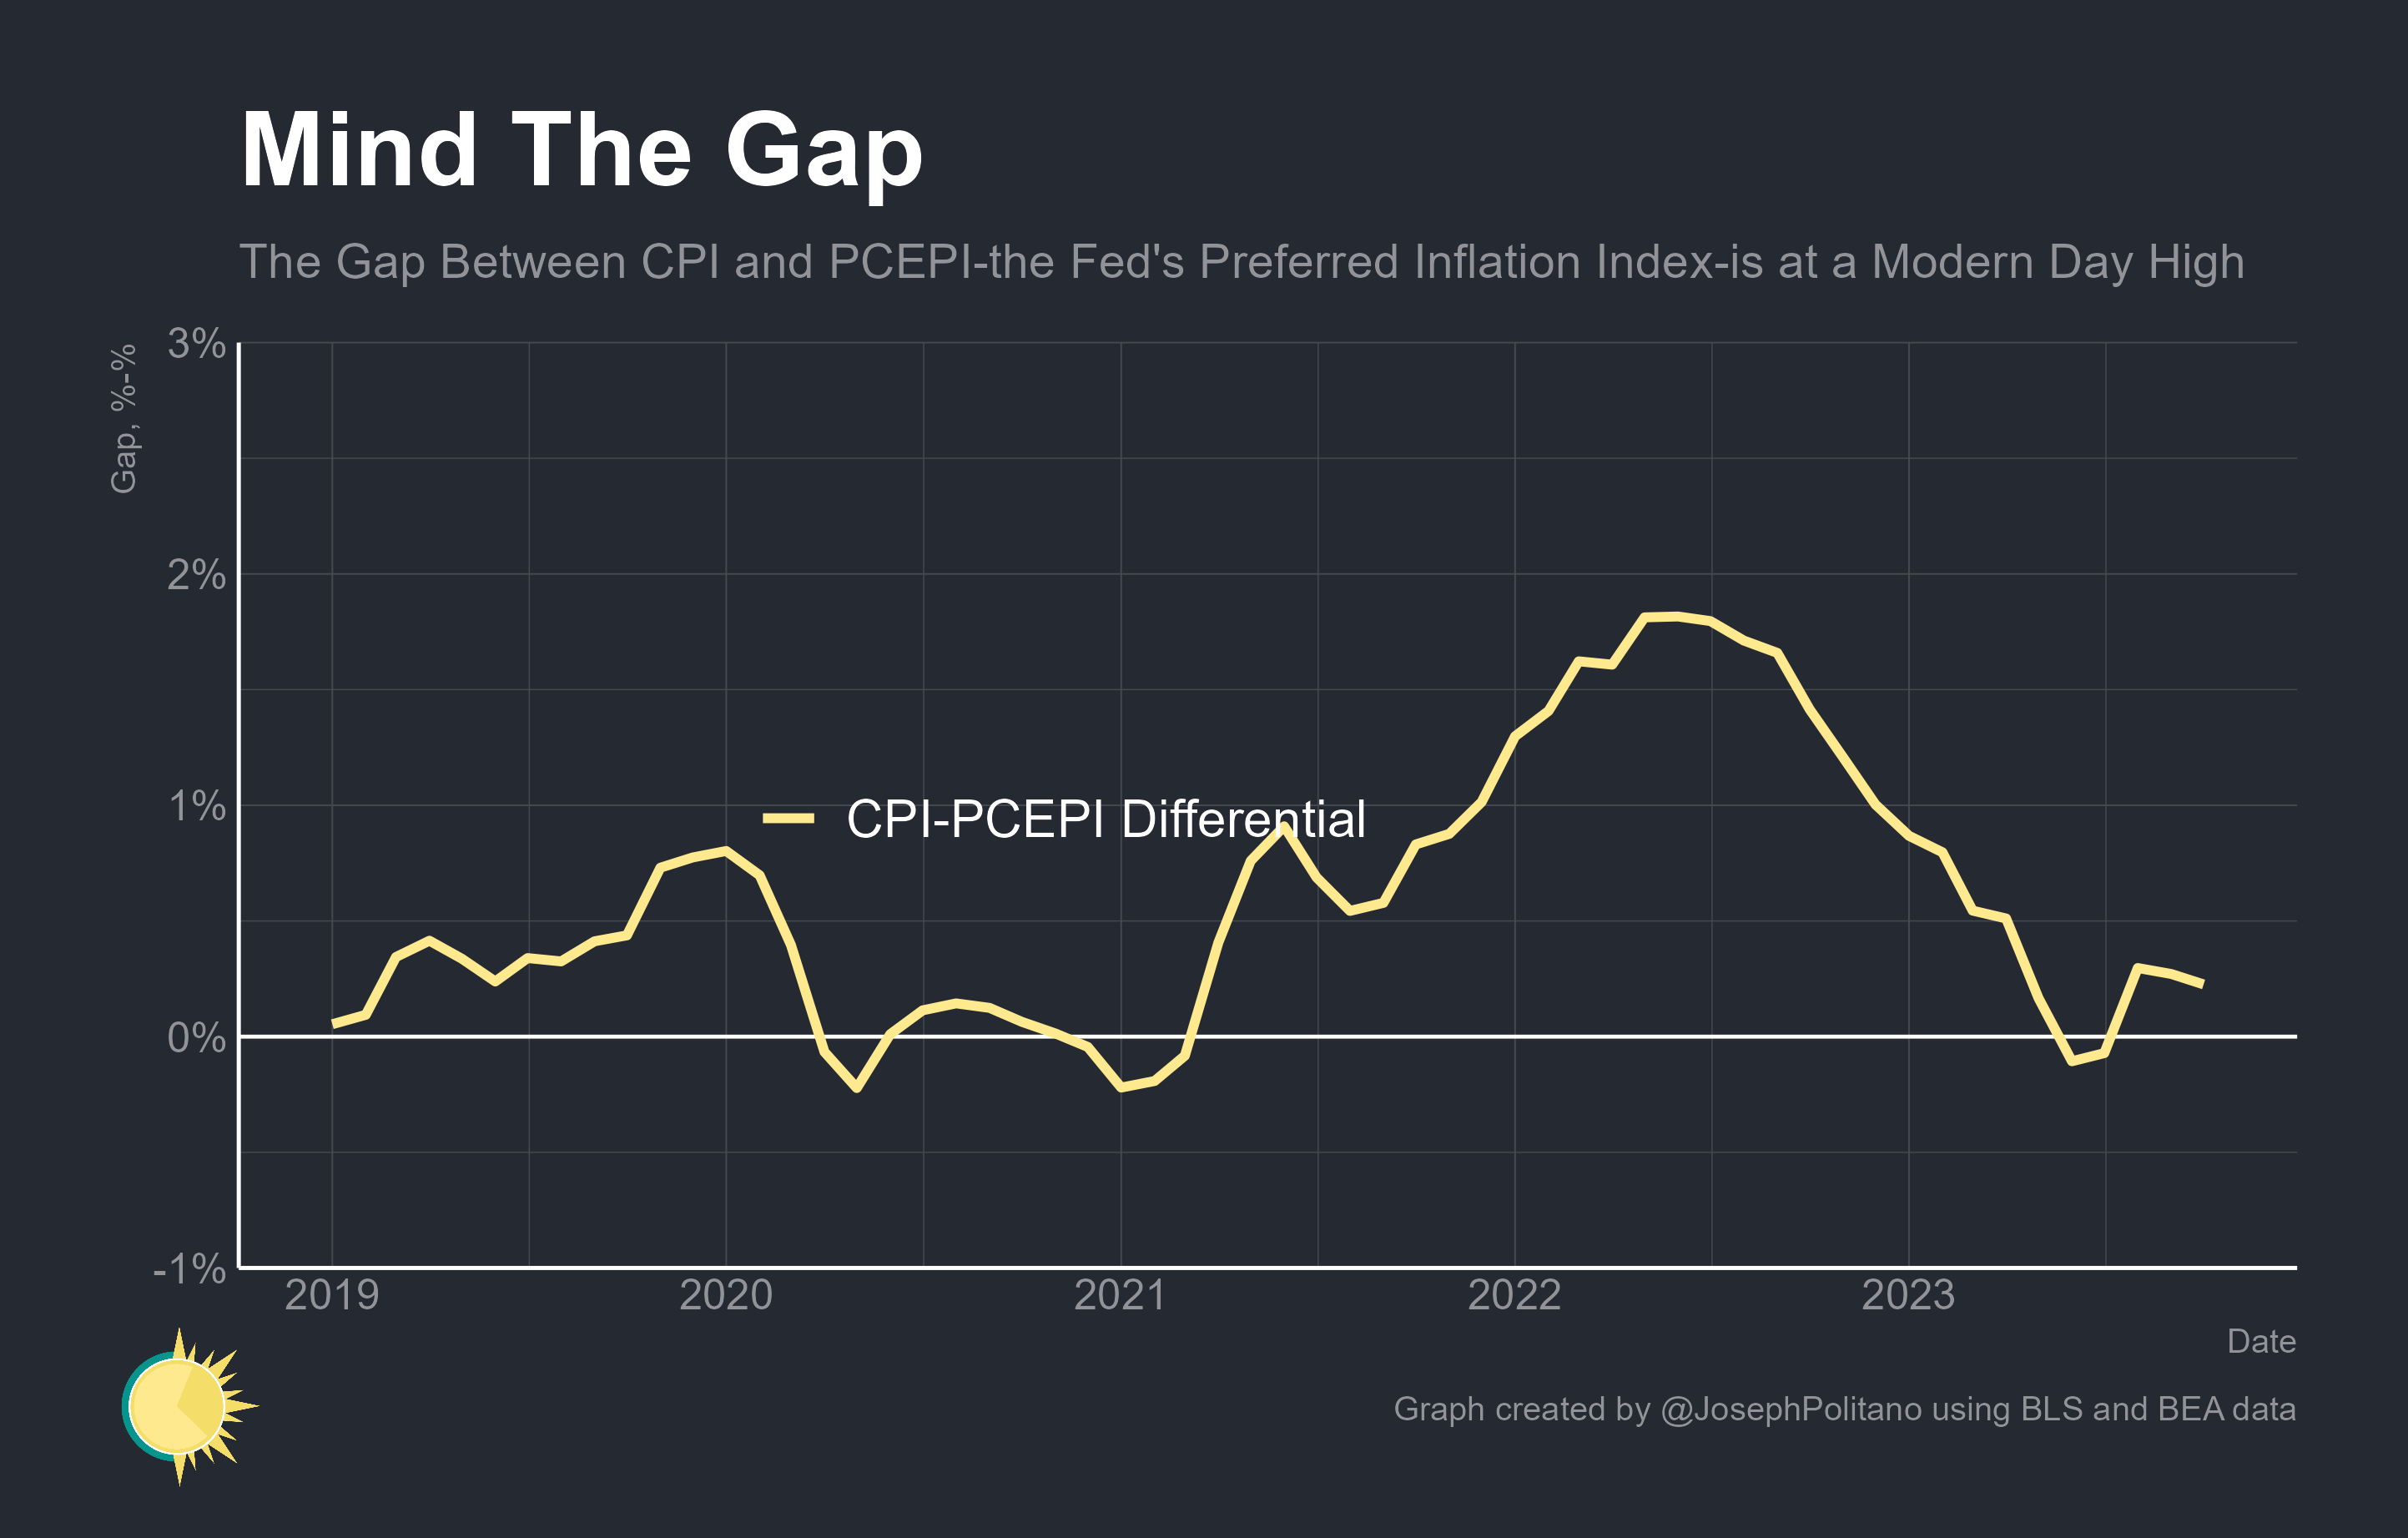 Mind The Gap
The Gap Between CPI and PCEPI-the Fed's Preferred Inflation Index-is at a Modern Day High
Gap, %-%
3%
2%
1%
0%
-1%
CPI-PCEPI Differential
2019 2020 2021 2022 2023
Date
Graph created by @JosephPolitano using BLS and BEA data